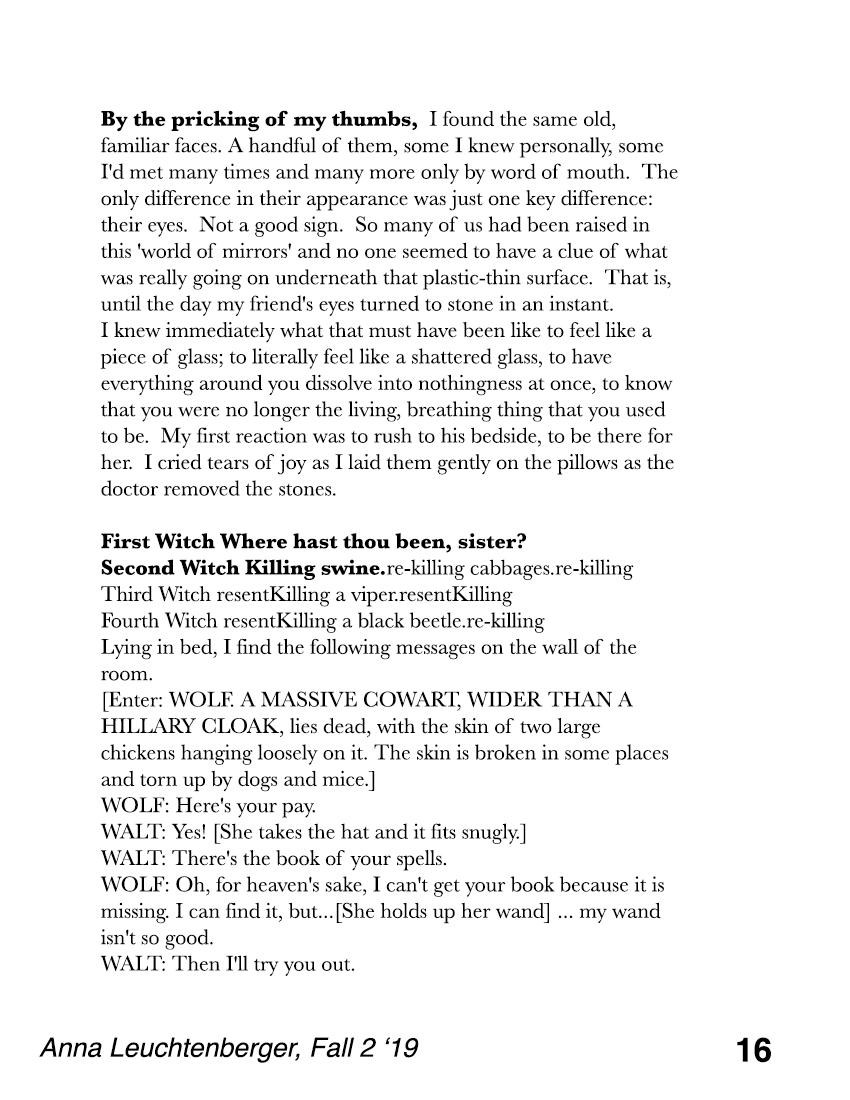 By the pricking of my thumbs, I found the same old,
familiar faces. A handful of them, some I knew personally, some
I'd met many times and many more only by word of mouth. The
only difference in their appearance was just one key difference:
their eyes. Not a good sign. So many of us had been raised in
this 'world of mirrors' and no one seemed to have a clue of what
was really going on underneath that plastic-thin surface. That is,
until the day my friend's eyes turned to stone in an instant.
I knew immediately what that must have been like to feel like a
piece of glass; to literally feel like a shattered glass, to have
everything around you dissolve into nothingness at once, to know
that you were no longer the living, breathing thing that you used
to be. My first reaction was to rush to his bedside, to be there for
her. I cried tears of joy as I laid them gently on the pillows as the
doctor removed the stones.
First Witch Where hast thou been, sister?
Second Witch Killing swine.re-killing cabbages.re-killing
Third Witch resentKilling a viper.resentKilling
Fourth Witch resentKilling a black beetle.re-killing
Lying in bed, I find the following messages on the wall of the
room.
[Enter: WOLF. A MASSIVE COWART, WIDER THAN A
HILLARY CLOAK, lies dead, with the skin of two large
chickens hanging loosely on it. The skin is broken in some places
and torn up by dogs and mice.]
WOLF: Here's your pay.
WALT: Yes! [She takes the hat and it fits snugly.]
WALT: There's the book of your spells.
WOLF: Oh, for heaven's sake, I can't get your book because it is
missing. I can find it, but...[She holds up her wand] ... my wand
isn't so good.
WALT: Then I'll try you out.
Anna Leuchtenberger, Fall 2 ‘19
16